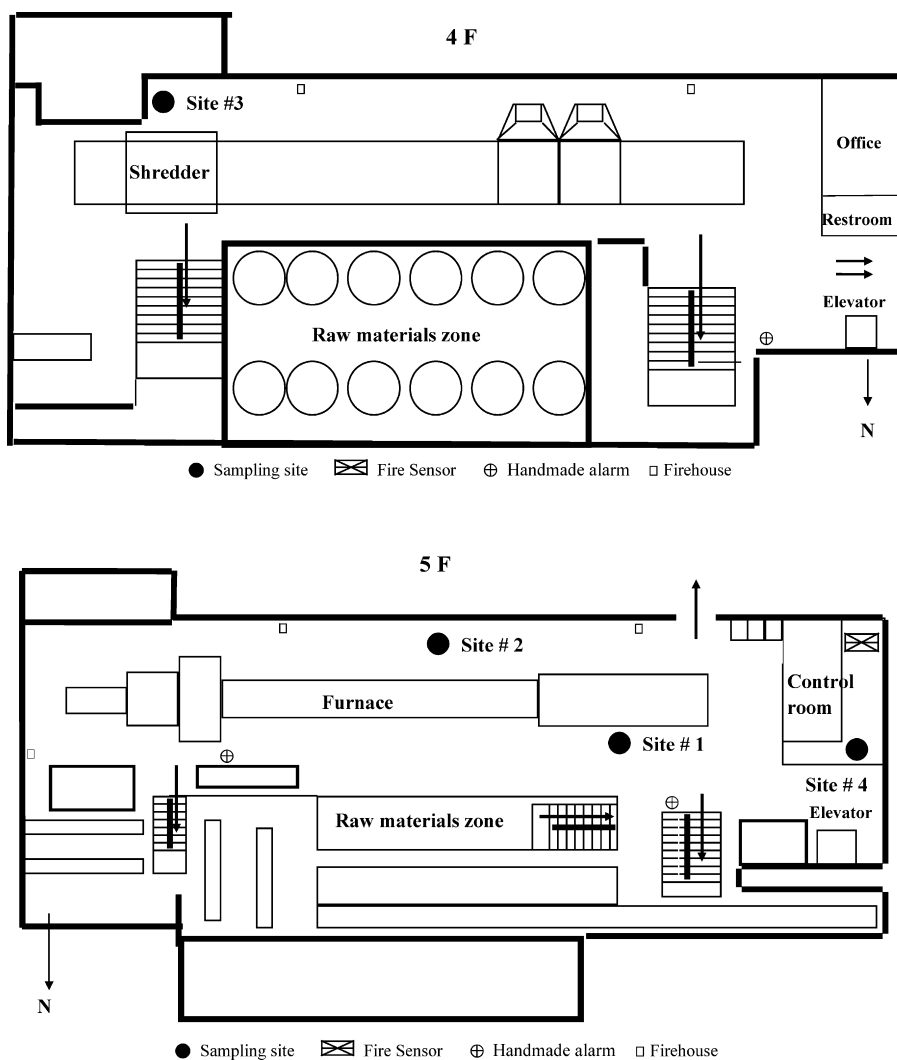 4 F
Site #3
Shredder
Office
Restroom
Elevator
Raw materials zone
N
Sampling site Fire Sensor Handmade alarm Firehouse
5 F
Site # 2
Furnace
Control
room
Site # 1
Site # 4
Elevator
Raw materials zone
N
Sampling site Fire Sensor Handmade alarm Firehouse